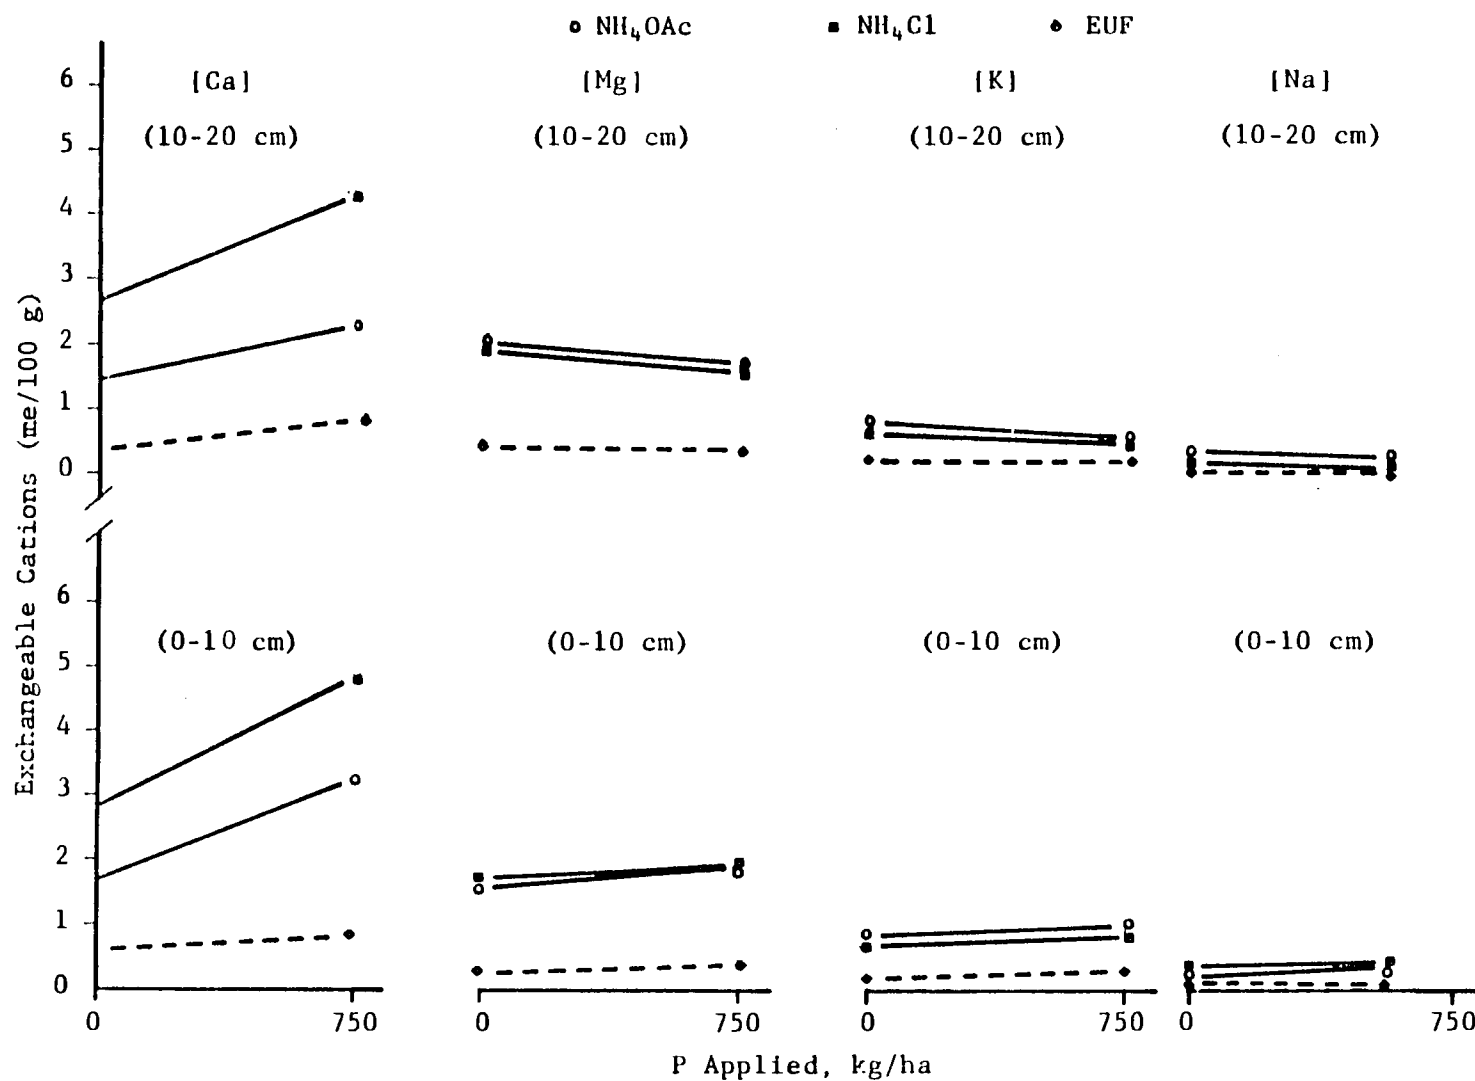 NH₄OAc NH₄Cl EUF
[Ca] [Mg] [K] [Na]
(10-20 cm) (10-20 cm) (10-20 cm) (10-20 cm)
6
5
4
3
2
1
0
Exchangeable Cations (me/100 g)
(0-10 cm) (0-10 cm) (0-10 cm) (0-10 cm)
6
5
4
3
2
1
0
0 750 0 750 0 750 0 750
P Applied, kg/ha